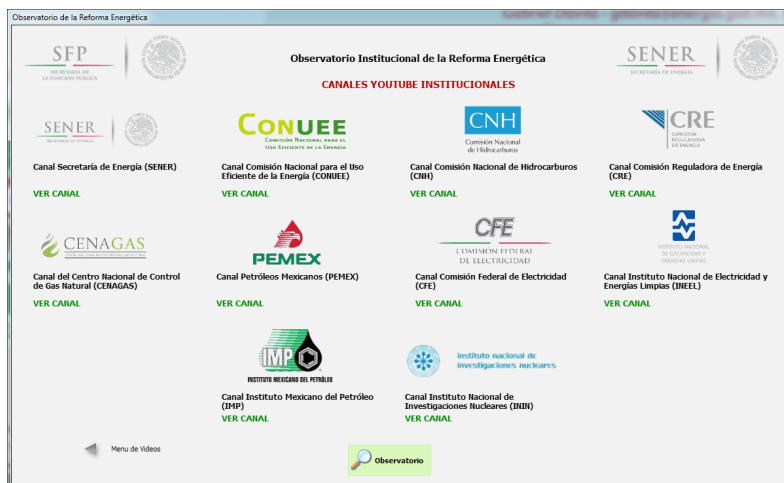 Observatorio de la Reforma Energética
SFP
SECRETARÍA DE
LA FUNCIÓN PÚBLICA
Observatorio Institucional de la Reforma Energética
CANALES YOUTUBE INSTITUCIONALES
SENER
SECRETARÍA DE ENERGÍA
SENER
SECRETARÍA DE ENERGÍA
Canal Secretaría de Energía (SENER)
VER CANAL
CONUEE
COMISIÓN NACIONAL PARA EL
USO EFICIENTE DE LA ENERGÍA
Canal Comisión Nacional para el Uso
Eficiente de la Energía (CONUEE)
VER CANAL
CNH
Comisión Nacional
de Hidrocarburos
Canal Comisión Nacional de Hidrocarburos
(CNH)
VER CANAL
CRE
COMISIÓN
REGULADORA
DE ENERGÍA
Canal Comisión Reguladora de Energía
(CRE)
VER CANAL
CENAGAS
Canal del Centro Nacional de Control
de Gas Natural (CENAGAS)
VER CANAL
PEMEX
Canal Petróleos Mexicanos (PEMEX)
VER CANAL
CFE
COMISIÓN FEDERAL
DE ELECTRICIDAD
Canal Comisión Federal de Electricidad
(CFE)
VER CANAL
INSTITUTO NACIONAL
DE ELECTRICIDAD Y
ENERGÍAS LIMPIAS
Canal Instituto Nacional de Electricidad y
Energías Limpias (INEEL)
VER CANAL
IMP
INSTITUTO MEXICANO DEL PETRÓLEO
Canal Instituto Mexicano del Petróleo
(IMP)
VER CANAL
instituto nacional de
investigaciones nucleares
Canal Instituto Nacional de
Investigaciones Nucleares (ININ)
VER CANAL
Menu de Videos
Observatorio